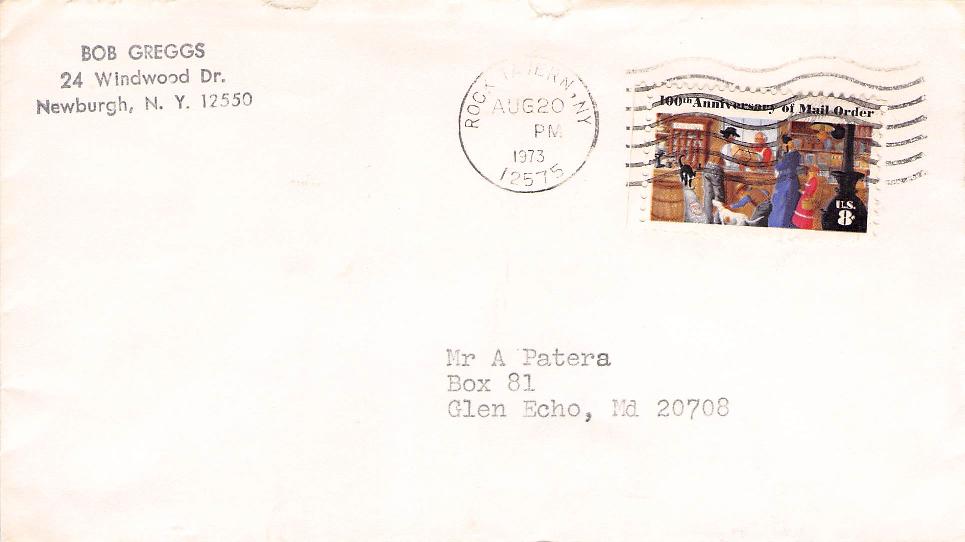 BOB GREGGS
24 Windwood Dr.
Newburgh, N. Y. 12550
ROCK TAVERN, NY
AUG 20
PM
1973
12575
100th Anniversary of Mail Order
U.S.
8¢
Mr A Patera
Box 81
Glen Echo, Md 20708